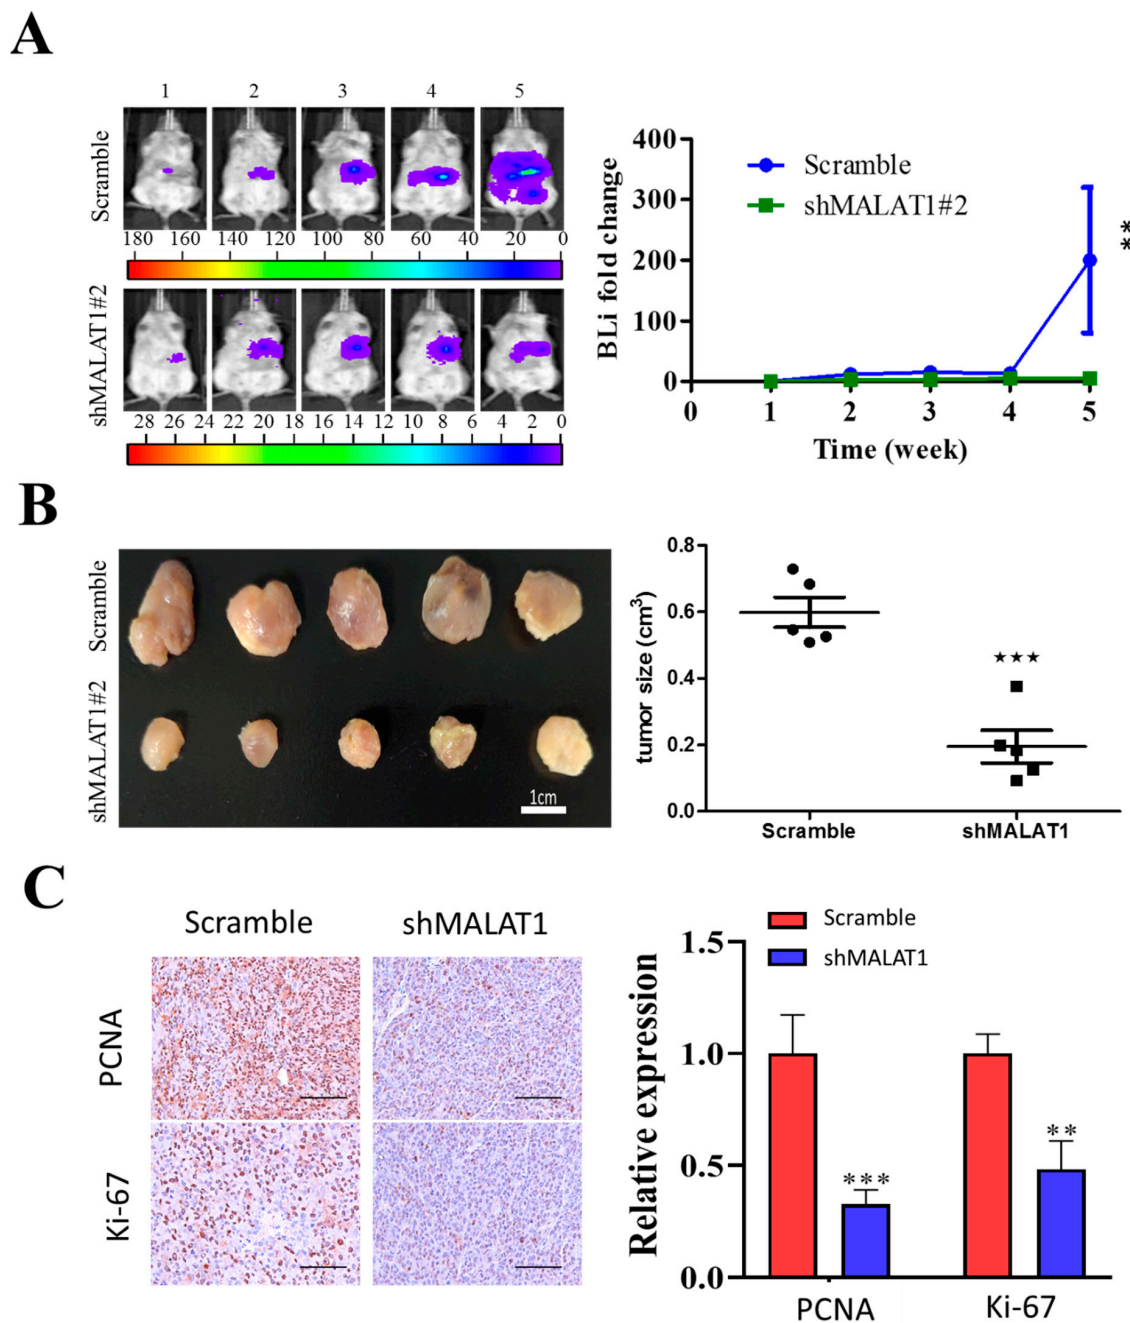 A
1 2 3 4 5
Scramble
180 160 140 120 100 80 60 40 20 0
shMALAT1#2
28 26 24 22 20 18 16 14 12 10 8 6 4 2 0
BLi fold change
400
300
200
100
0
Scramble
shMALAT1#2
**
0 1 2 3 4 5
Time (week)
B
Scramble
shMALAT1#2
1cm
tumor size (cm³)
0.8
0.6
0.4
0.2
0.0
★★★
Scramble shMALAT1
C
Scramble shMALAT1
PCNA
Ki-67
Scramble
shMALAT1
Relative expression
1.5
1.0
0.5
0.0
***
**
PCNA Ki-67